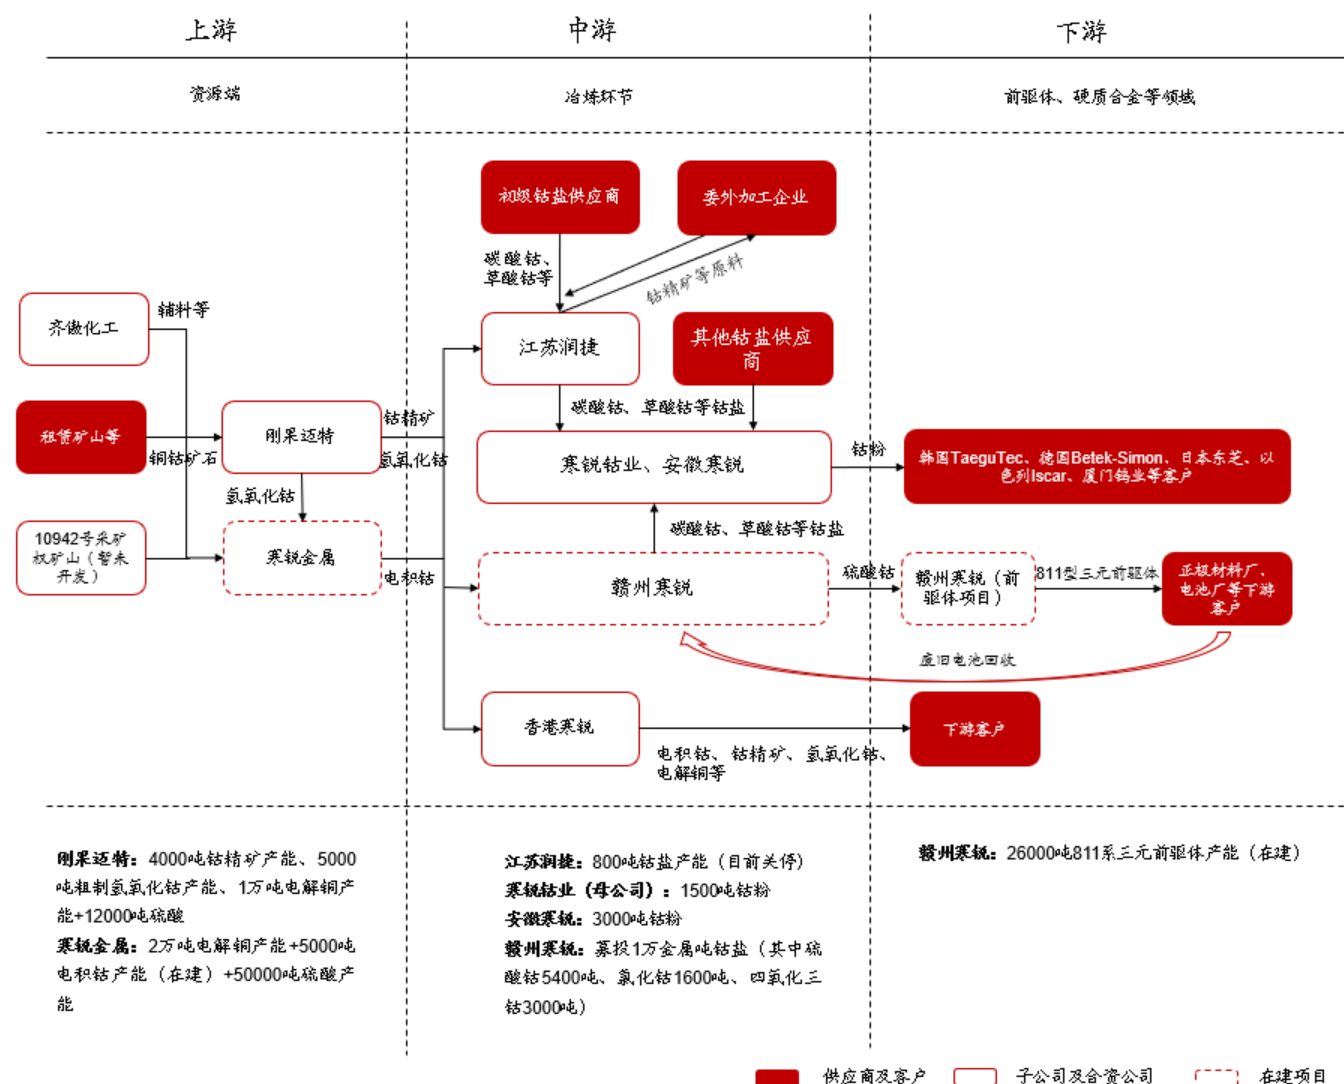 上游
中游
下游
资源端
冶炼环节
前驱体、硬质合金等领域
初级钴盐供应商
委外加工企业
碳酸钴、
草酸钴等
钴精矿等原料
齐傲化工
辅料等
江苏润捷
其他钴盐供应
商
碳酸钴、草酸钴等钴盐
租赁矿山等
铜钴矿石
刚果迈特
钴精矿
氢氧化钴
寒锐钴业、安徽寒锐
钴粉
韩国TaeguTec、德国Betek-Simon、日本东芝、以
色列Iscar、厦门钨业等客户
氢氧化钴
碳酸钴、草酸钴等钴盐
10942号采矿
权矿山（暂未
开发）
寒锐金属
电积钴
赣州寒锐
硫酸钴
赣州寒锐（前
驱体项目）
811型三元前驱体
正极材料厂、
电池厂等下游
客户
废旧电池回收
香港寒锐
电积钴、钴精矿、氢氧化钴、
电解铜等
下游客户
刚果迈特：4000吨钴精矿产能、5000
吨粗制氢氧化钴产能、1万吨电解铜产
能+12000吨硫酸
寒锐金属：2万吨电解铜产能+5000吨
电积钴产能（在建）+50000吨硫酸产
能
江苏润捷：800吨钴盐产能（目前关停）
寒锐钴业（母公司）：1500吨钴粉
安徽寒锐：3000吨钴粉
赣州寒锐：募投1万金属吨钴盐（其中硫
酸钴5400吨、氯化钴1600吨、四氧化三
钴3000吨）
赣州寒锐：26000吨811系三元前驱体产能（在建）
供应商及客户
子公司及合资公司
在建项目